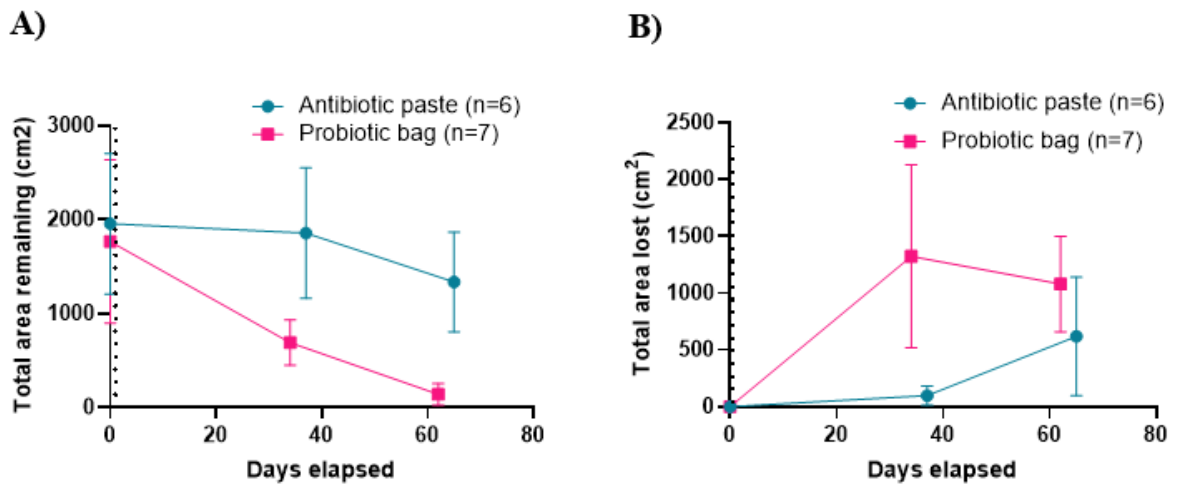 A)
Antibiotic paste (n=6)
Probiotic bag (n=7)
Total area remaining (cm2)
3000
2000
1000
0
0 20 40 60 80
Days elapsed
B)
Antibiotic paste (n=6)
Probiotic bag (n=7)
Total area lost (cm²)
2500
2000
1500
1000
500
0
0 20 40 60 80
Days elapsed